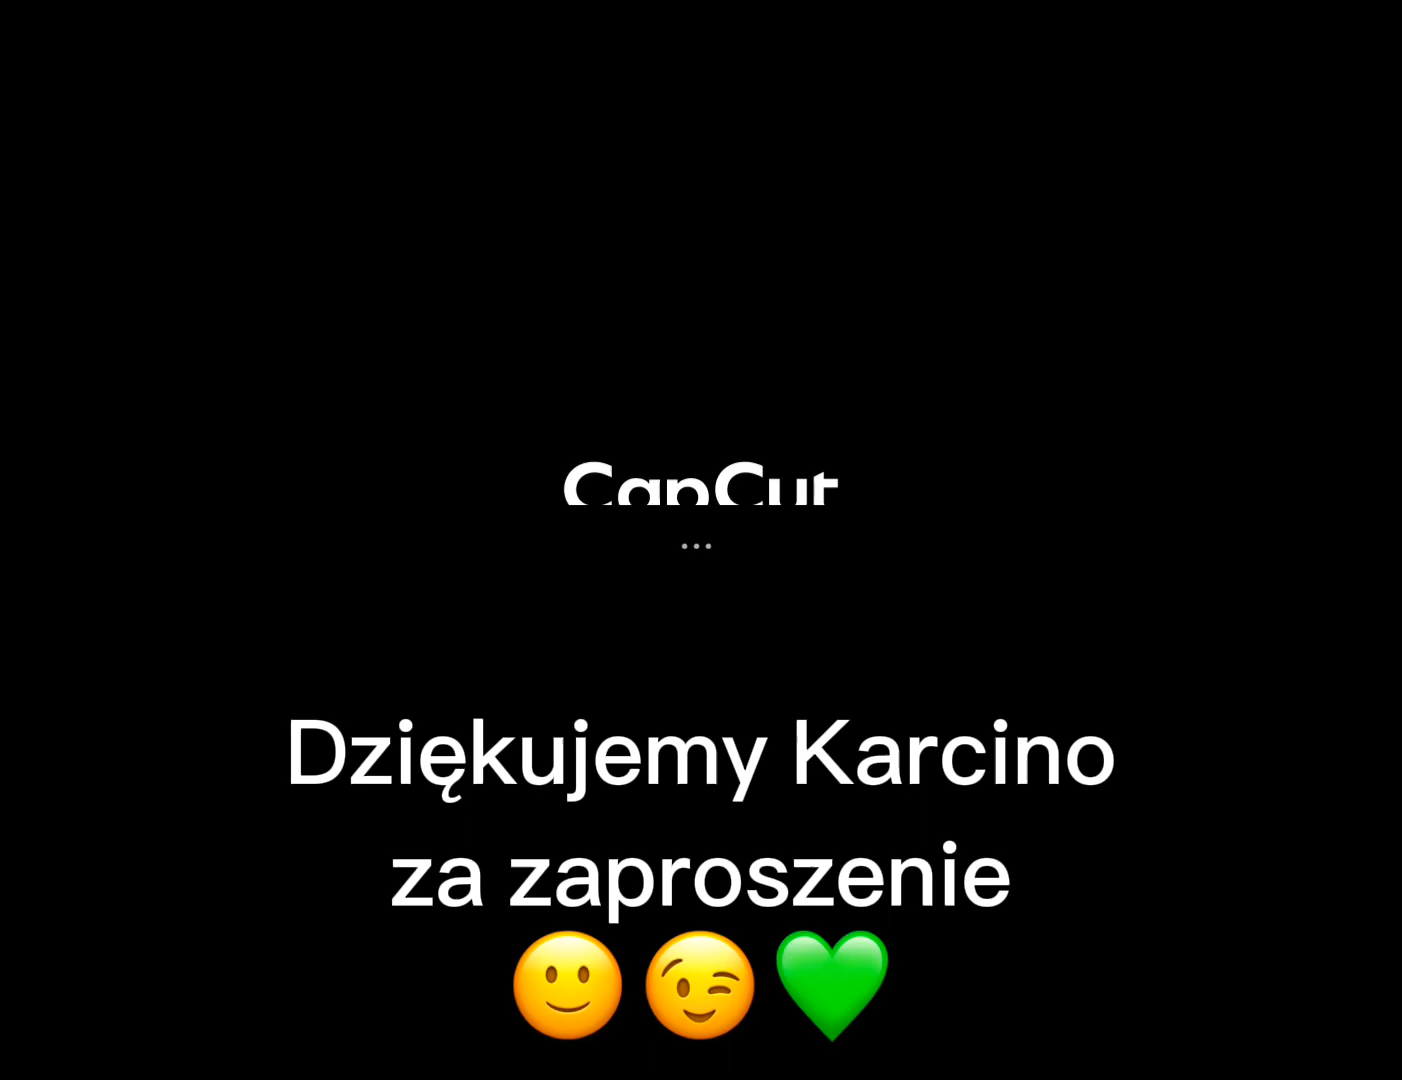 CapCut
...
Dziękujemy Karcino
za zaproszenie
🙂😉💚